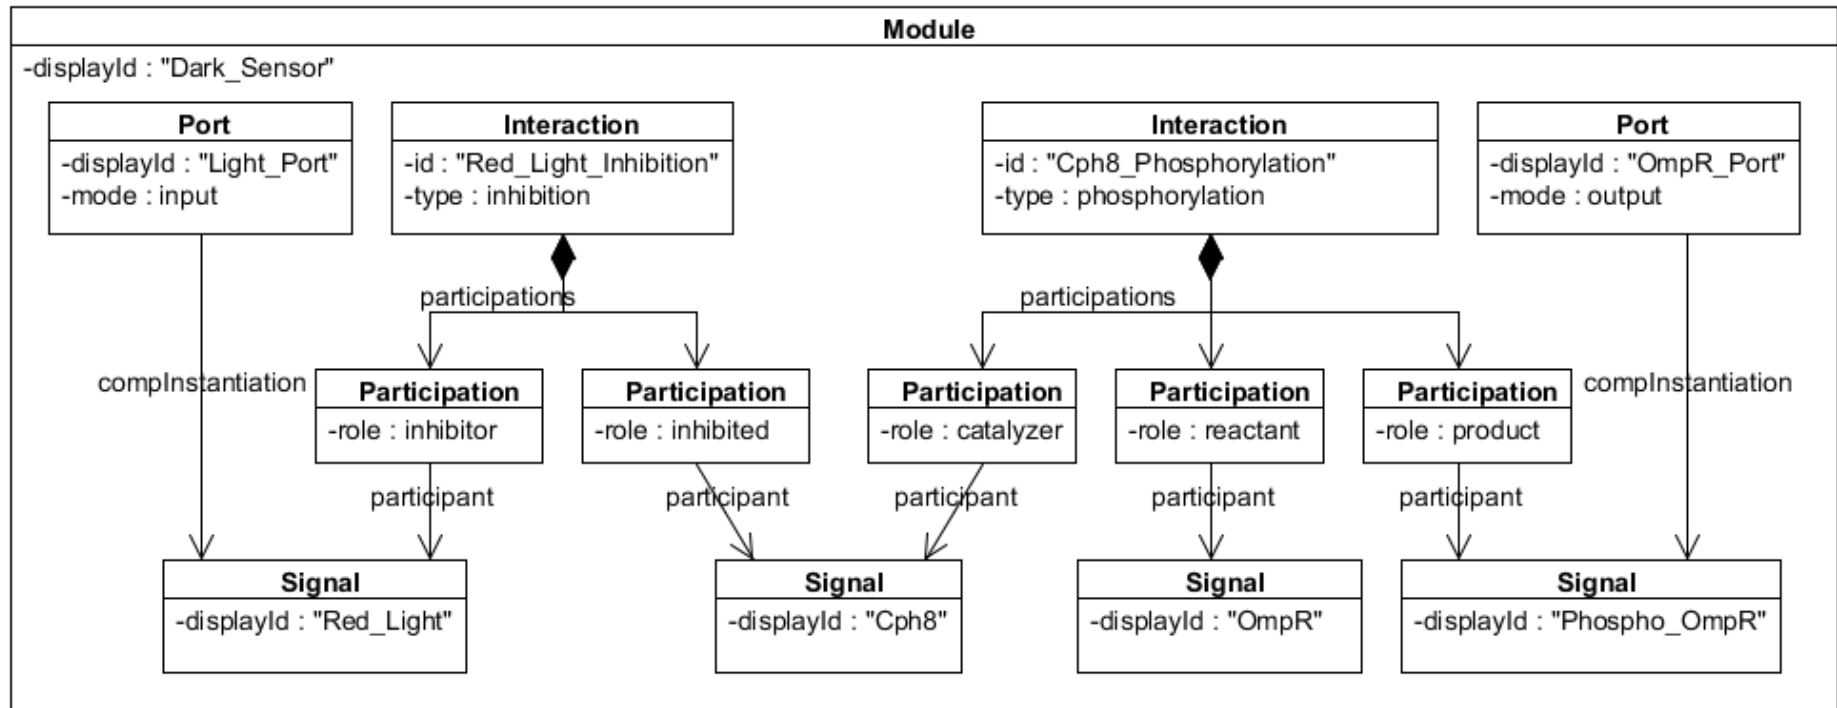 Module
-displayId : "Dark_Sensor"
Port
-displayId : "Light_Port"
-mode : input
Interaction
-id : "Red_Light_Inhibition"
-type : inhibition
Interaction
-id : "Cph8_Phosphorylation"
-type : phosphorylation
Port
-displayId : "OmpR_Port"
-mode : output
participations
participations
compInstantiation
compInstantiation
Participation
-role : inhibitor
Participation
-role : inhibited
Participation
-role : catalyzer
Participation
-role : reactant
Participation
-role : product
participant
participant
participant
participant
participant
Signal
-displayId : "Red_Light"
Signal
-displayId : "Cph8"
Signal
-displayId : "OmpR"
Signal
-displayId : "Phospho_OmpR"